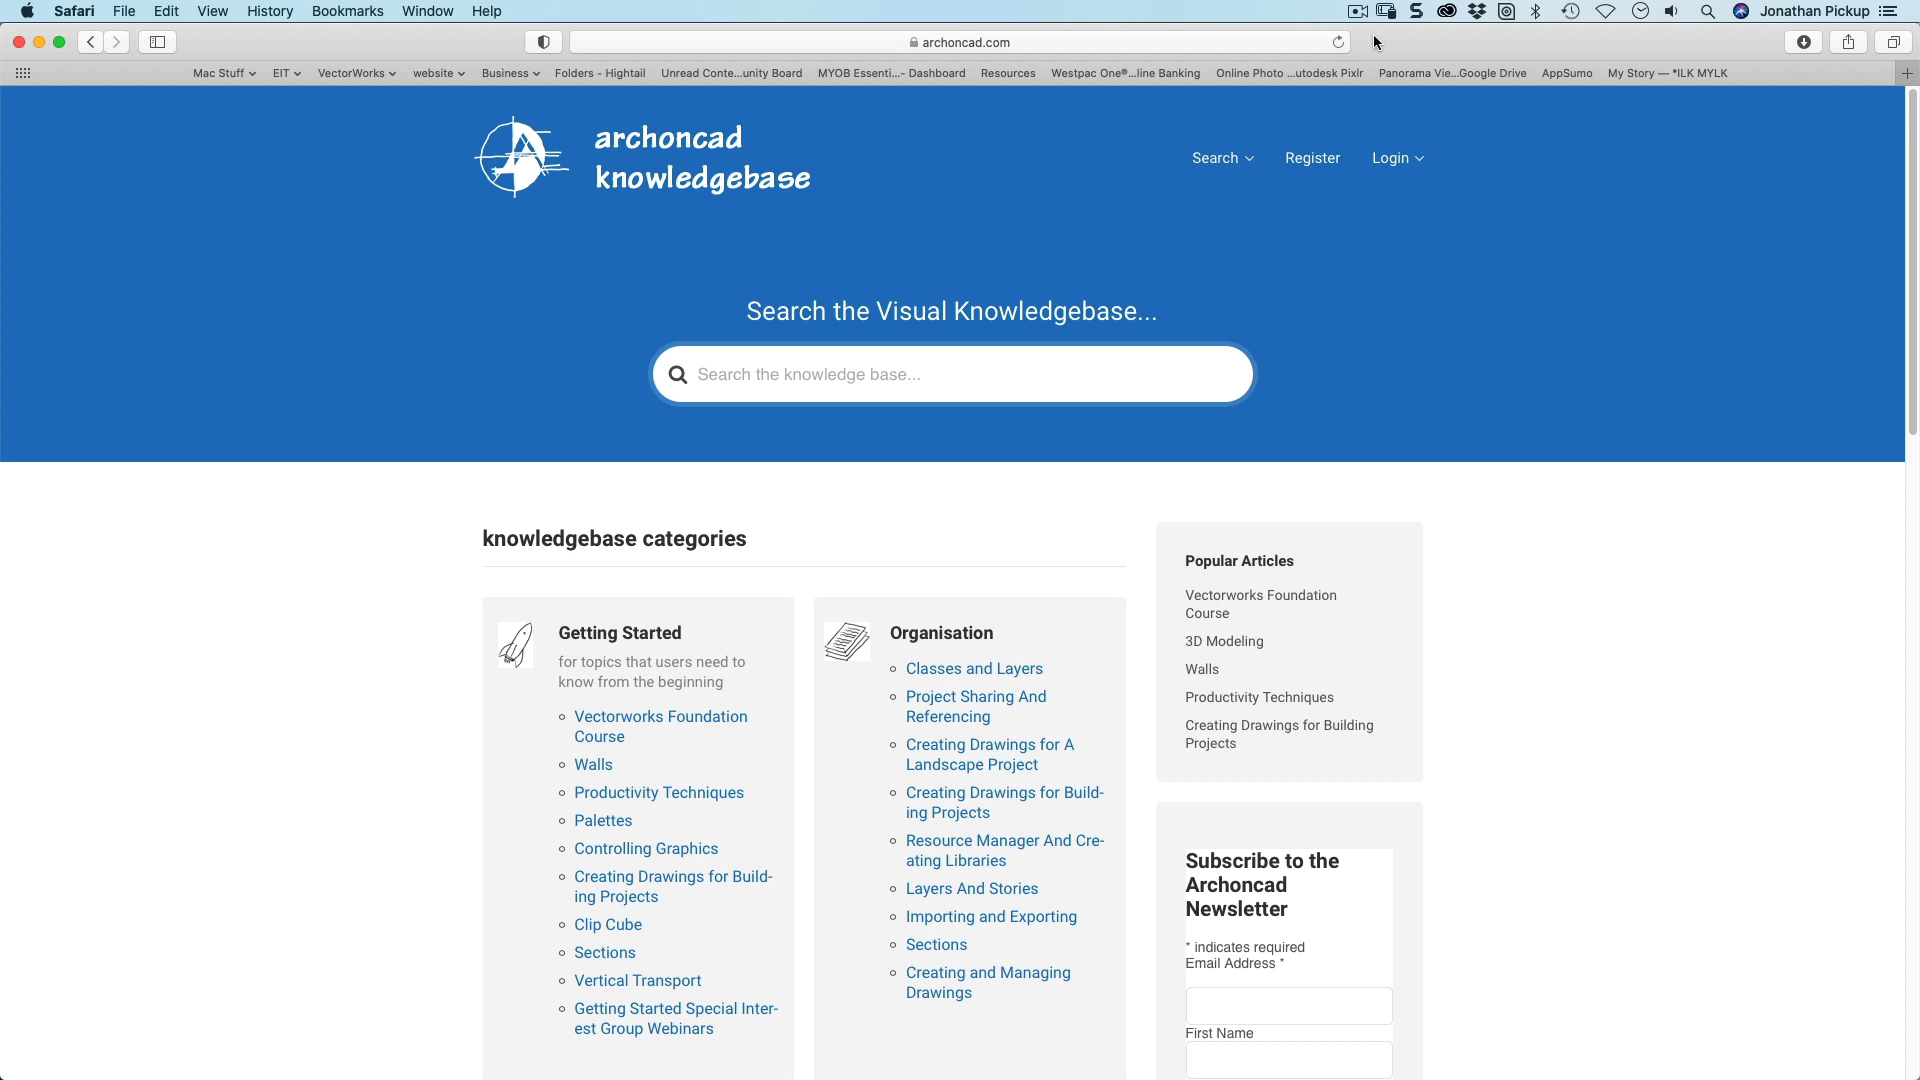 Safari File Edit View History Bookmarks Window Help Jonathan Pickup
archoncad.com
Mac Stuff EIT VectorWorks website Business Folders - Hightail Unread Conte...unity Board MYOB Essenti...- Dashboard Resources Westpac One®...line Banking Online Photo ...utodesk Pixlr Panorama Vie...Google Drive AppSumo My Story — *ILK MYLK
archoncad
knowledgebase
Search Register Login
Search the Visual Knowledgebase...
Search the knowledge base...
knowledgebase categories
Getting Started
for topics that users need to
know from the beginning
Vectorworks Foundation
Course
Walls
Productivity Techniques
Palettes
Controlling Graphics
Creating Drawings for Build-
ing Projects
Clip Cube
Sections
Vertical Transport
Getting Started Special Inter-
est Group Webinars
Organisation
Classes and Layers
Project Sharing And
Referencing
Creating Drawings for A
Landscape Project
Creating Drawings for Build-
ing Projects
Resource Manager And Cre-
ating Libraries
Layers And Stories
Importing and Exporting
Sections
Creating and Managing
Drawings
Popular Articles
Vectorworks Foundation
Course
3D Modeling
Walls
Productivity Techniques
Creating Drawings for Building
Projects
Subscribe to the
Archoncad
Newsletter
* indicates required
Email Address *
First Name